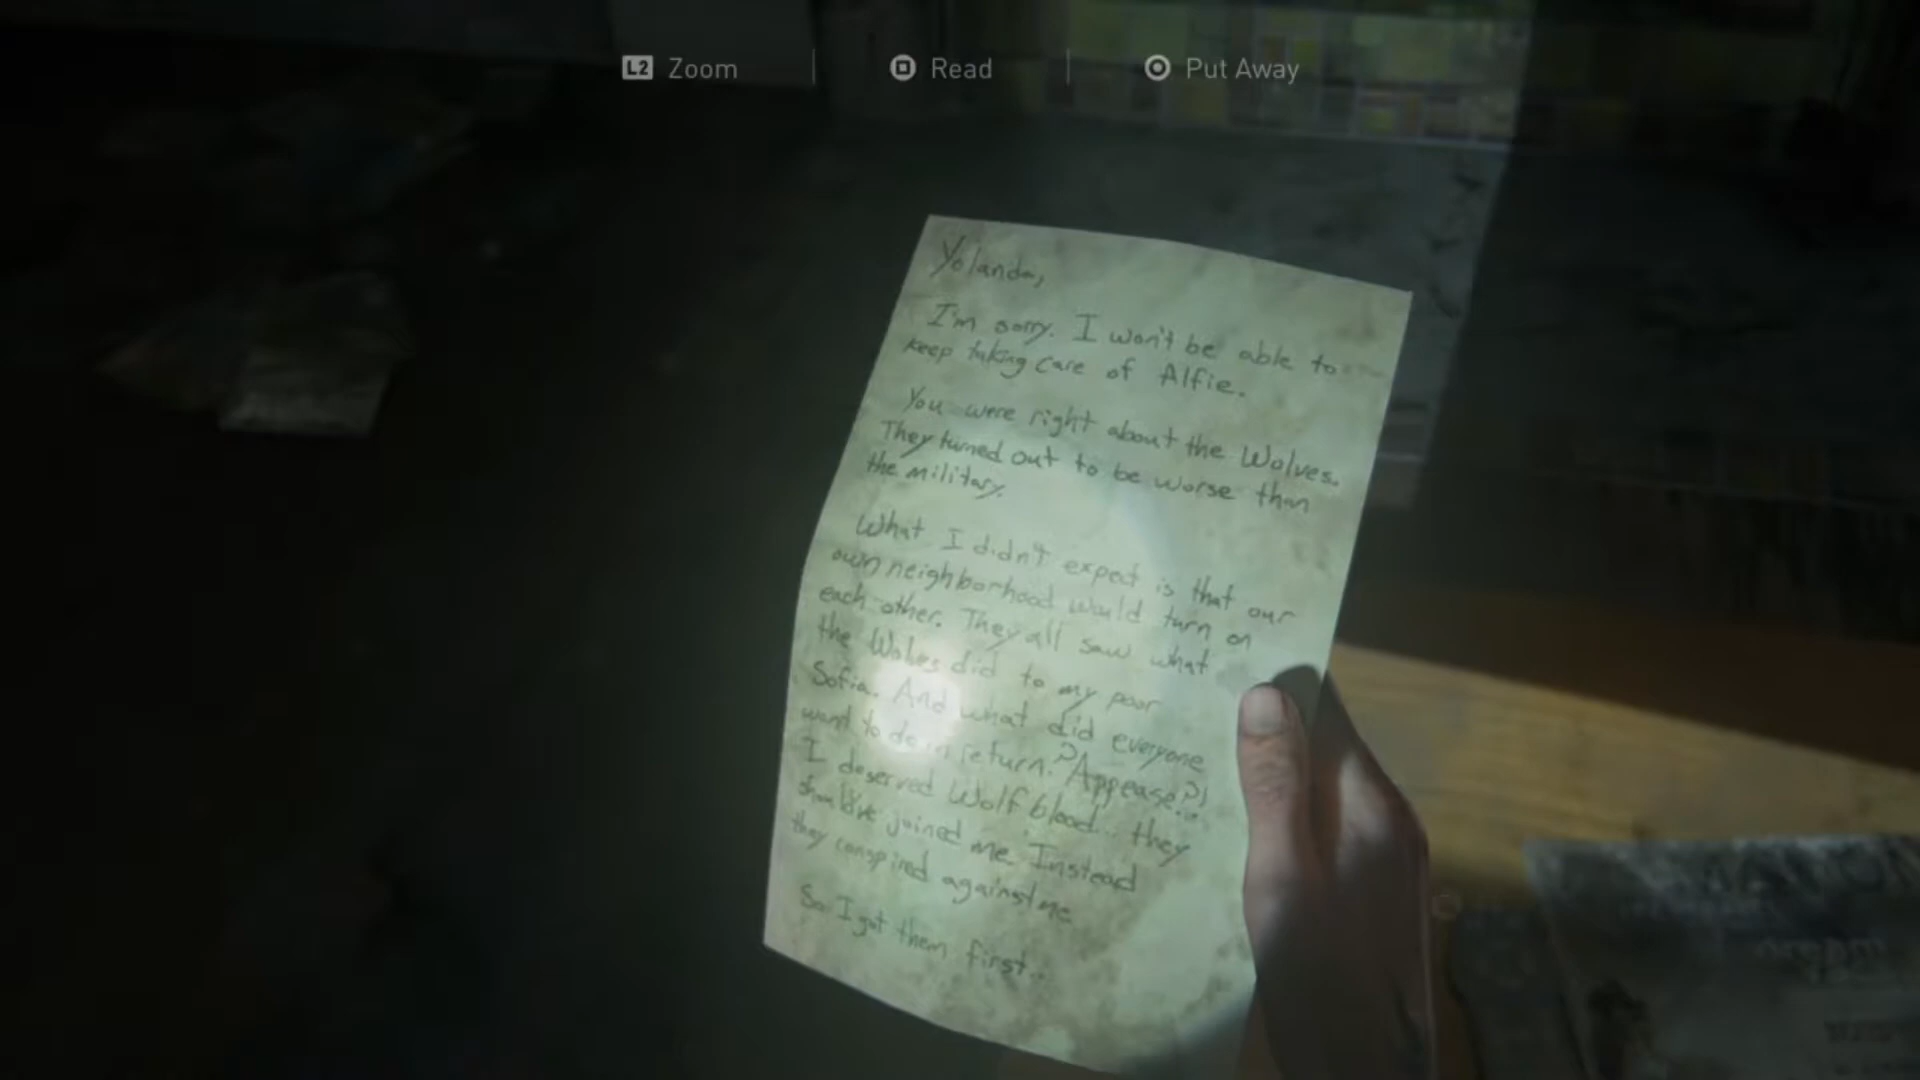 L2 Zoom Read Put Away
Yolanda,
I'm sorry. I won't be able to
keep taking care of Alfie.
You were right about the Wolves.
They turned out to be worse than
the military.
What I didn't expect is that our
own neighborhood would turn on
each other. They all saw what
the Wolves did to my poor
Sofia. And what did everyone
want to do in return? Appease?!
I deserved Wolf blood... they
should've joined me. Instead
they conspired against me
So I got them first..